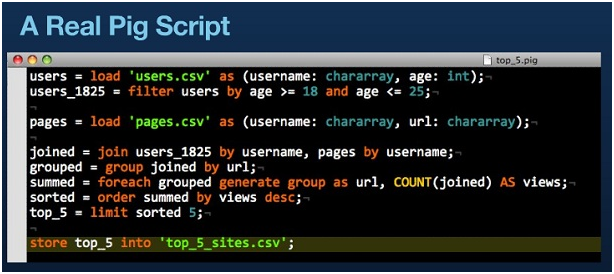 A Real Pig Script
top_5.pig
users = load 'users.csv' as (username: chararray, age: int);¬
users_1825 = filter users by age >= 18 and age <= 25;¬
¬
pages = load 'pages.csv' as (username: chararray, url: chararray);¬
¬
joined = join users_1825 by username, pages by username;¬
grouped = group joined by url;¬
summed = foreach grouped generate group as url, COUNT(joined) AS views;¬
sorted = order summed by views desc;¬
top_5 = limit sorted 5;¬
¬
store top_5 into 'top_5_sites.csv';